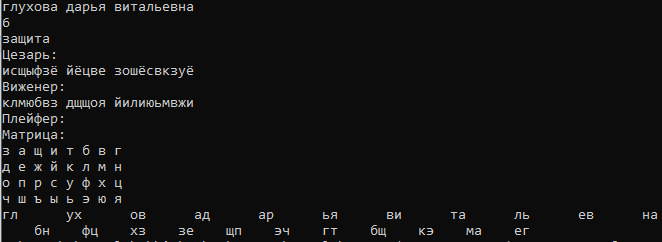 глухова дарья витальевна
6
защита
Цезарь:
исщыфзё йёцве зошёсвкзуё
Виженер:
клмюбвз дщщоя йилиюьмвжи
Плейфер:
Матрица:
з а щ и т б в г
д е ж й к л м н
о п р с у ф х ц
ч ш ъ ы ь э ю я
гл ух ов ад ар ья ви та ль ев на
бн фц хз зе щп эч гт бщ кэ ма ег